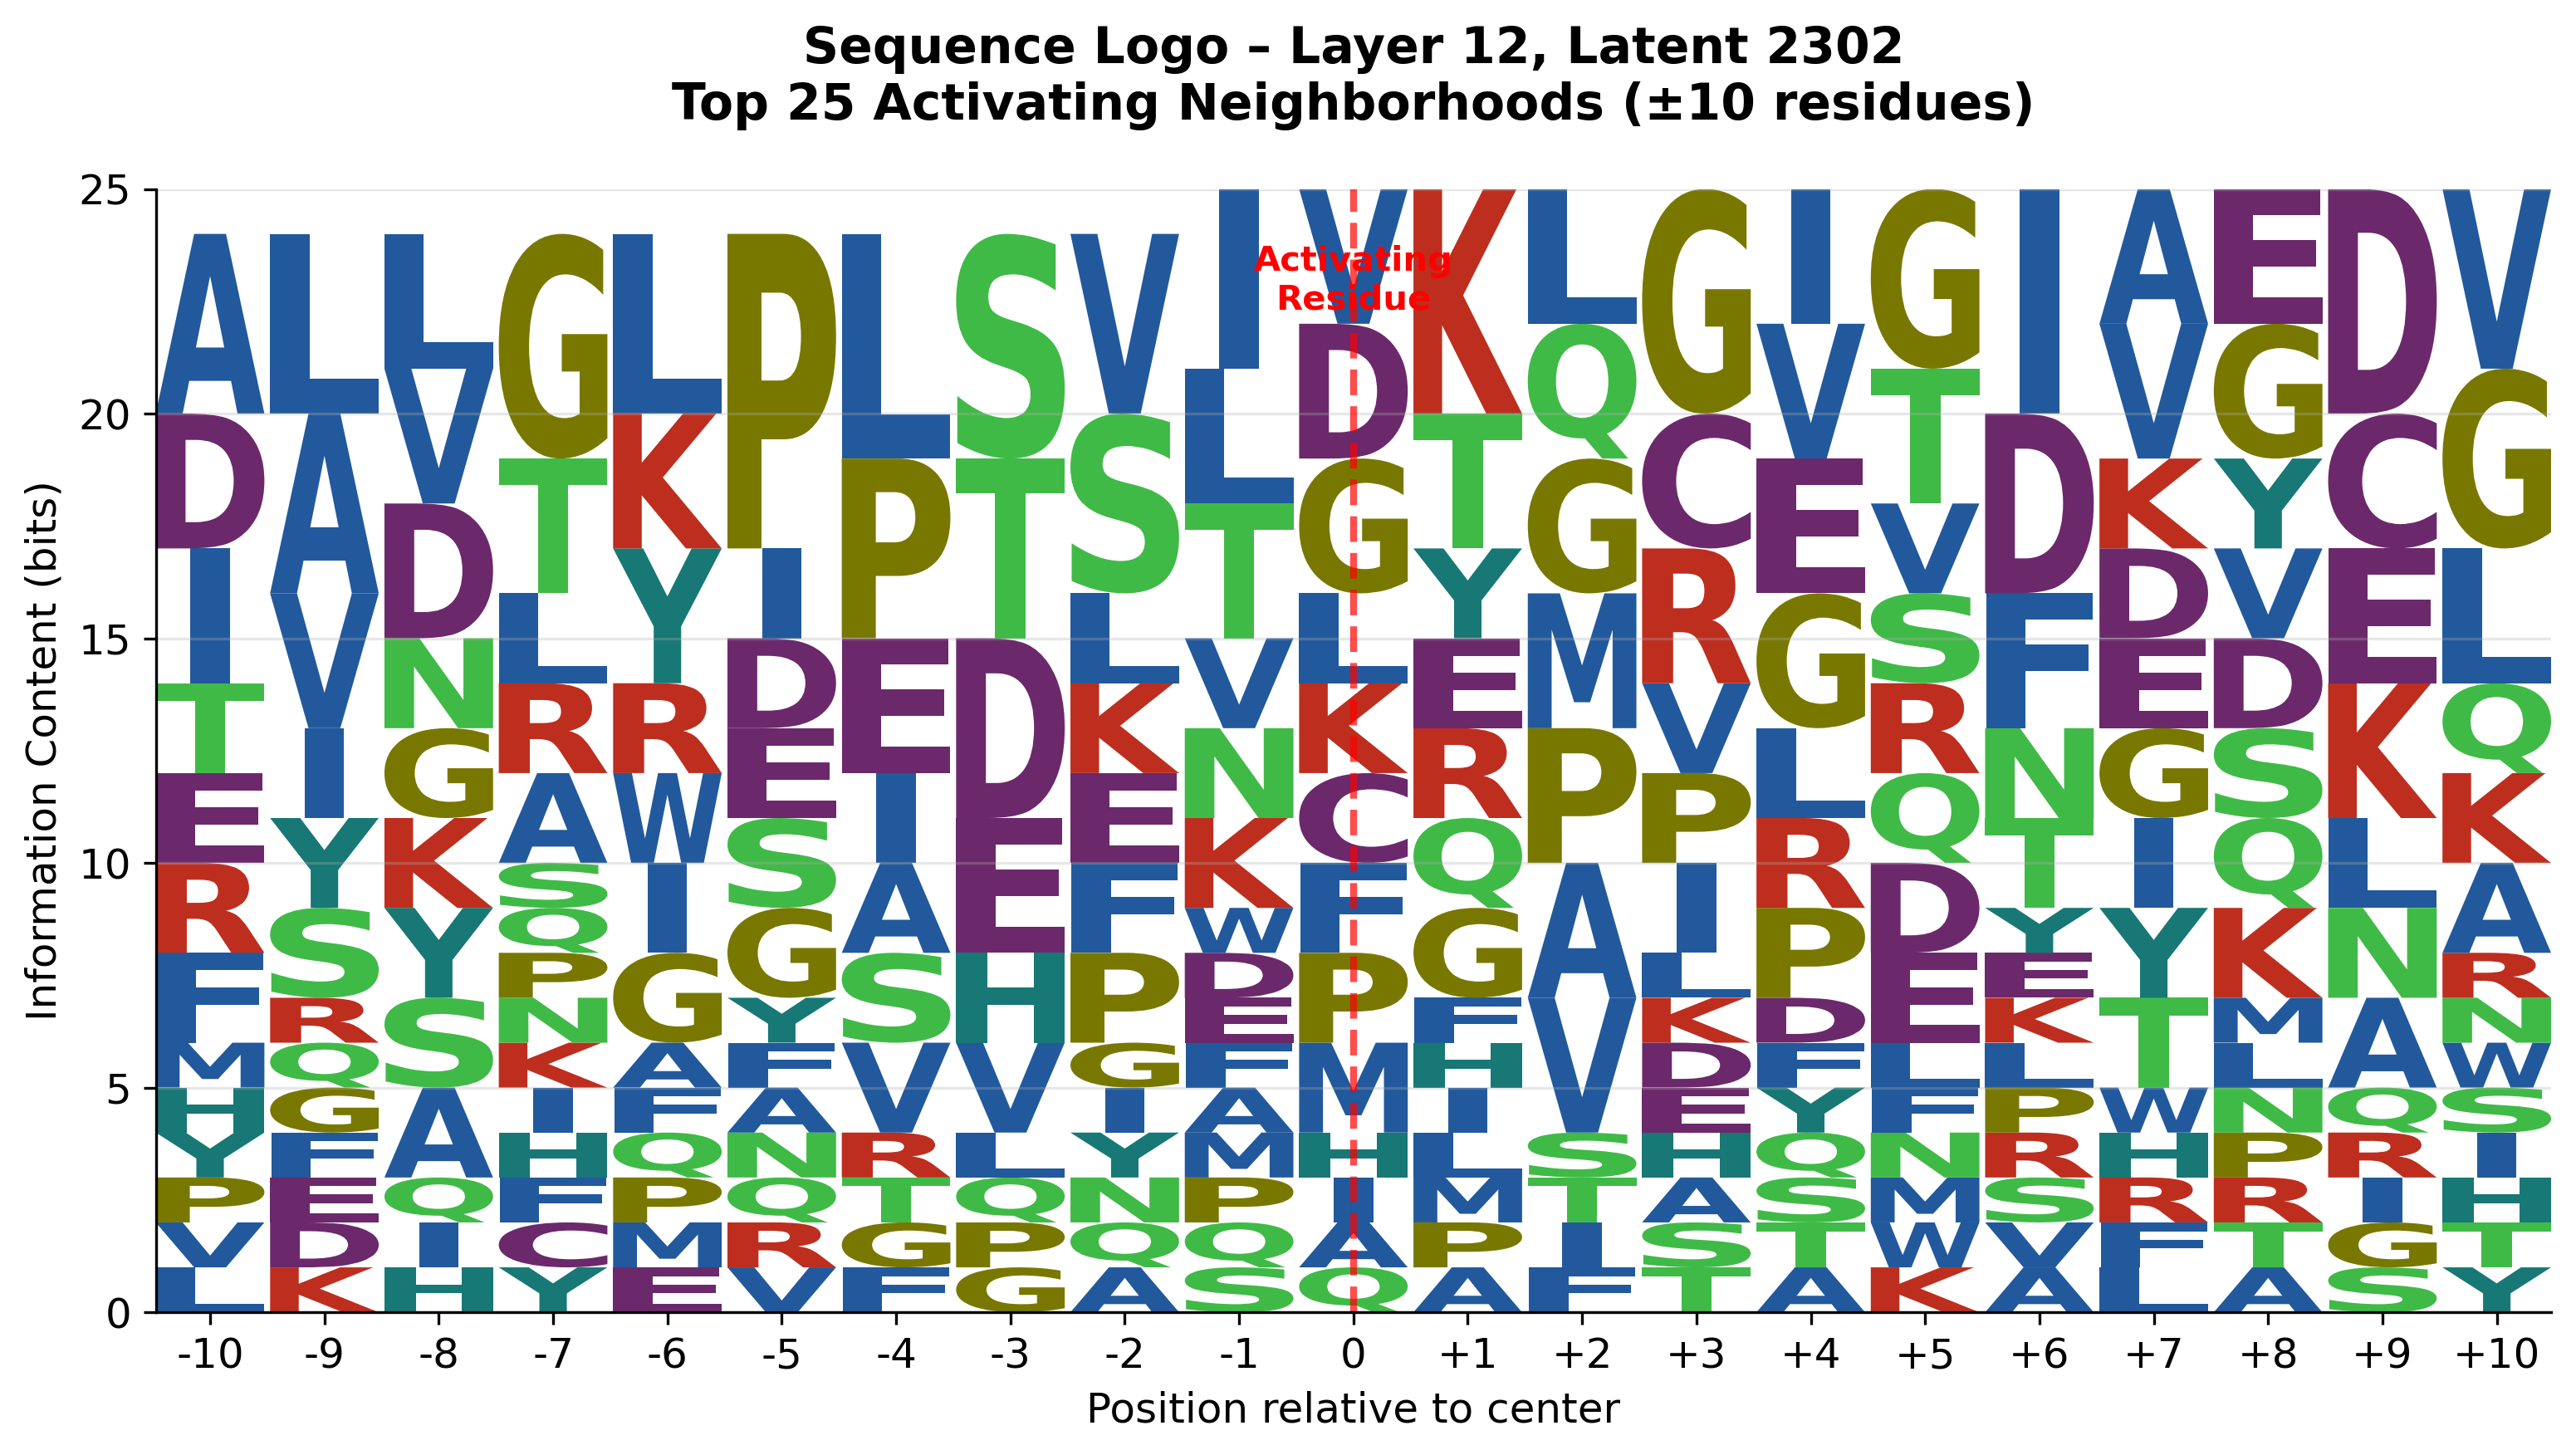 Sequence Logo – Layer 12, Latent 2302
Top 25 Activating Neighborhoods (±10 residues)
Information Content (bits)
25
20
15
10
5
0
Activating
Residue
A D I T E R F M H Y P V L
L A V I Y S R Q G F E D K
L V D N G K Y S A Q I H
G T L R A S Q P N K I H F C Y
L K Y R W I G A F Q P M E
P I D E S G Y F A N Q R V
L P E I A S V R T G F
S T D E H V L Q P G
V S L K E F P G I Y N Q A
I L T V N K W D E F A M P Q S
V D G L K C F P M H I A Q
K T Y E R Q G F H I L M P A
L Q G M P A V S T I F
G C R V P I L K D E H A S T
I V E G L R P D F Y Q S T A
G T V S R Q D E L F N M W K
I D F N T Y E K L P R S V A
A V K D E G I Y T W H R F L
E G Y V D S Q K M L N P R T A
D C E K L N A Q R I G S
V G L Q K A R N W S I H T Y
-10 -9 -8 -7 -6 -5 -4 -3 -2 -1 0 +1 +2 +3 +4 +5 +6 +7 +8 +9 +10
Position relative to center